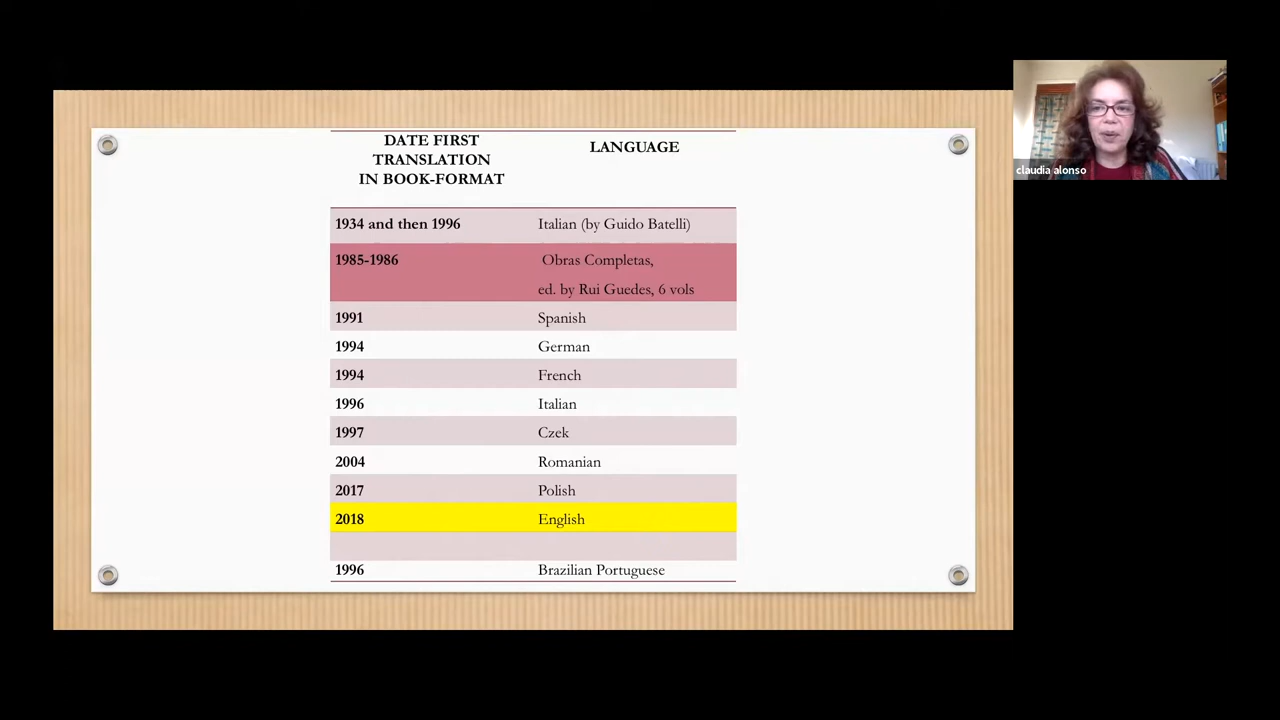 DATE FIRST
TRANSLATION
IN BOOK-FORMAT
LANGUAGE
1934 and then 1996 Italian (by Guido Batelli)
1985-1986 Obras Completas,
ed. by Rui Guedes, 6 vols
1991 Spanish
1994 German
1994 French
1996 Italian
1997 Czek
2004 Romanian
2017 Polish
2018 English
1996 Brazilian Portuguese
claudia alonso